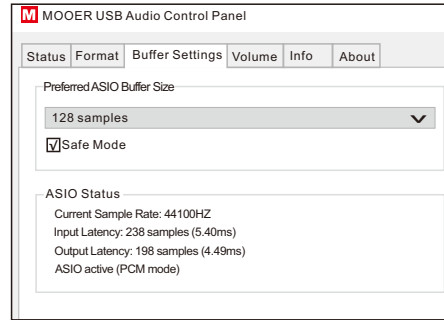 M MOOER USB Audio Control Panel
Status Format Buffer Settings Volume Info About
Preferred ASIO Buffer Size
128 samples
√ Safe Mode
ASIO Status
Current Sample Rate: 44100HZ
Input Latency: 238 samples (5.40ms)
Output Latency: 198 samples (4.49ms)
ASIO active (PCM mode)